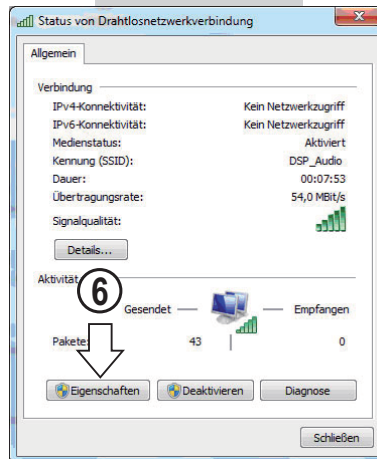 Status von Drahtlosnetzwerkverbindung
Allgemein
Verbindung
IPv4-Konnektivität: Kein Netzwerkzugriff
IPv6-Konnektivität: Kein Netzwerkzugriff
Medienstatus: Aktiviert
Kennung (SSID): DSP_Audio
Dauer: 00:07:53
Übertragungsrate: 54,0 MBit/s
Signalqualität:
Details...
Aktivität
6
Gesendet Empfangen
Pakete: 43 0
Eigenschaften Deaktivieren Diagnose
Schließen